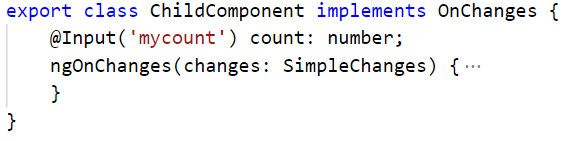 export class ChildComponent implements OnChanges {
    @Input('mycount') count: number;
    ngOnChanges(changes: SimpleChanges) {···
    }
}